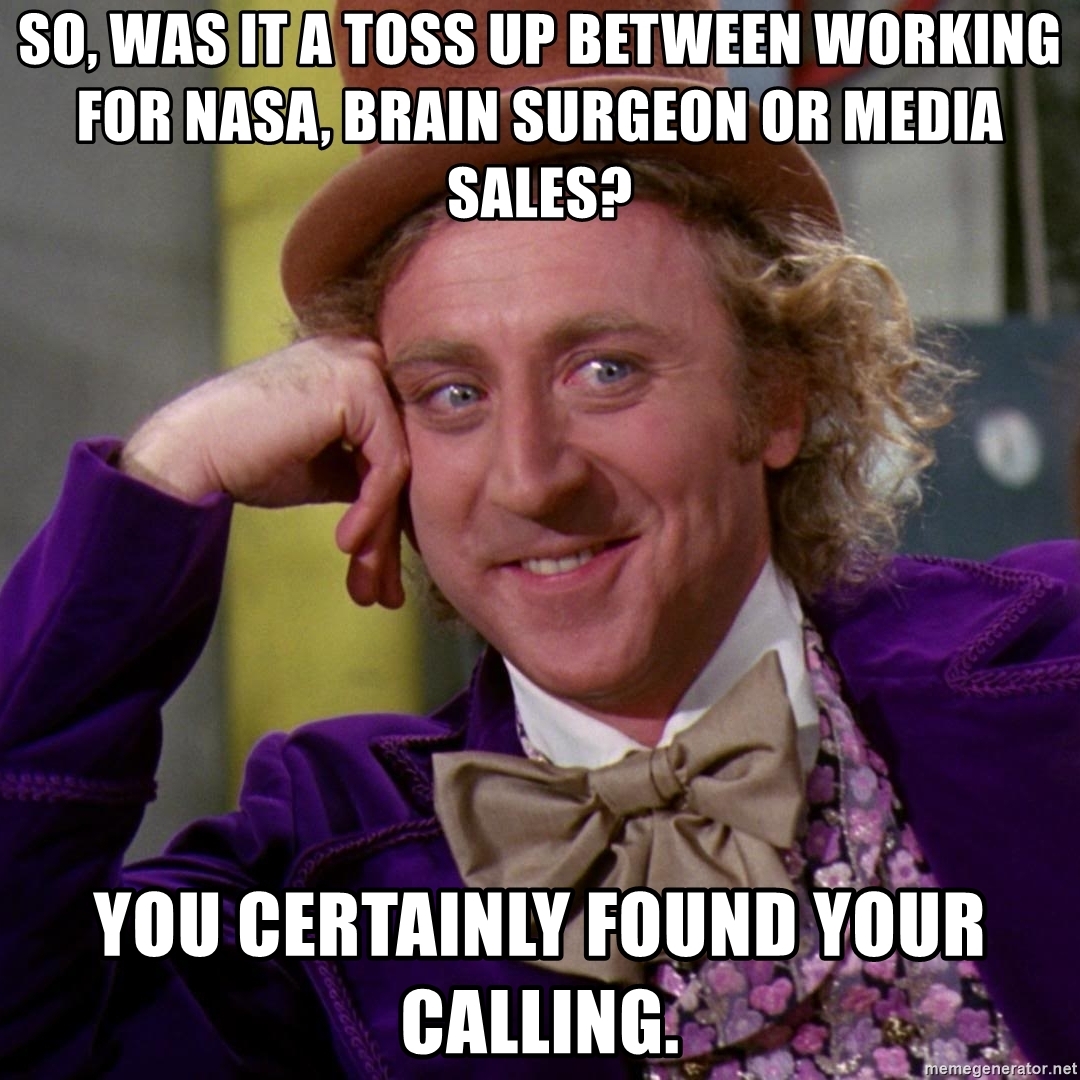 SO, WAS IT A TOSS UP BETWEEN WORKING
FOR NASA, BRAIN SURGEON OR MEDIA
SALES?
YOU CERTAINLY FOUND YOUR
CALLING.
memegenerator.net